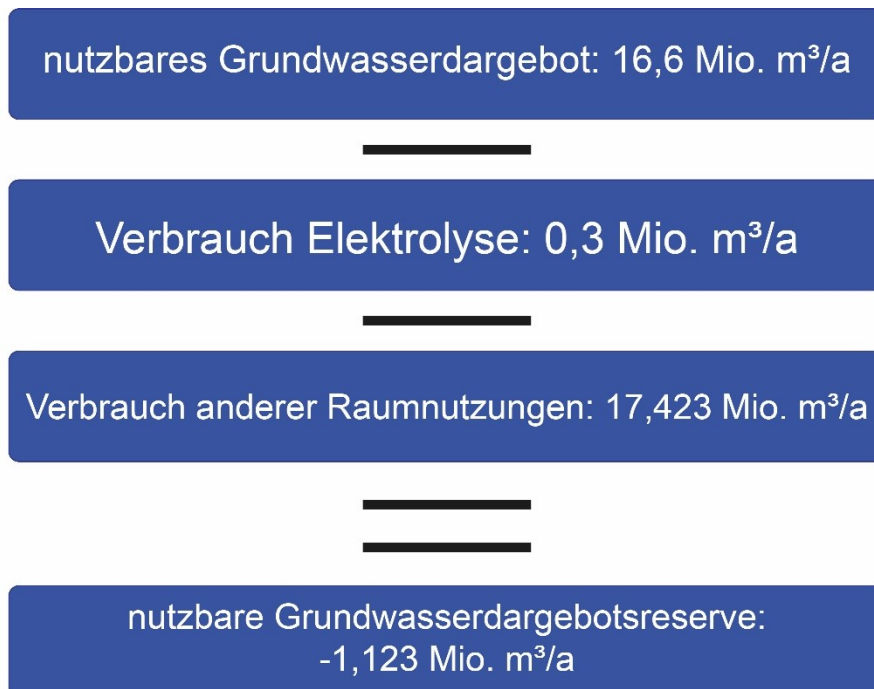 nutzbares Grundwasserdargebot: 16,6 Mio. m³/a
Verbrauch Elektrolyse: 0,3 Mio. m³/a
Verbrauch anderer Raumnutzungen: 17,423 Mio. m³/a
nutzbare Grundwasserdargebotsreserve:
-1,123 Mio. m³/a